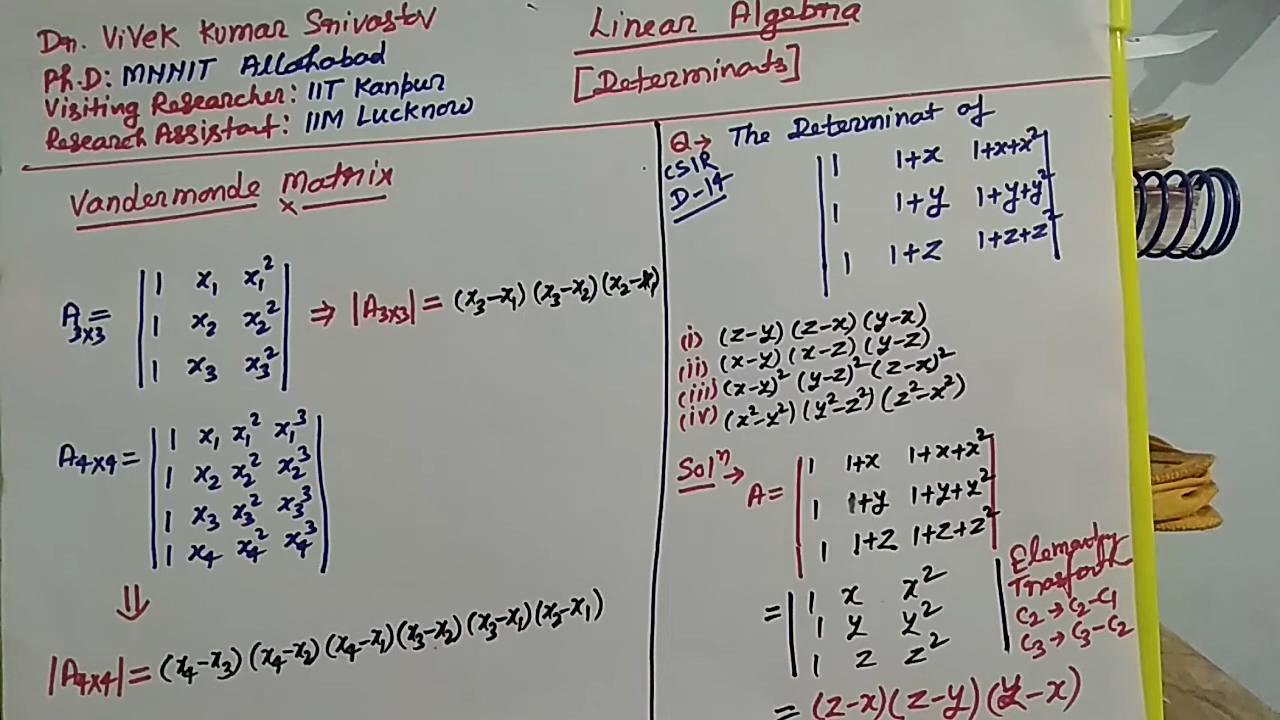 Dr. Vivek Kumar Srivastav
Ph.D: MNNIT Allahabad
Visiting Researcher: IIT Kanpur
Research Assistant: IIM Lucknow
Linear Algebra
[Determinats]
Vandermonde Matrix
x
A₃ₓ₃ = | 1 x₁ x₁² |
| 1 x₂ x₂² |
| 1 x₃ x₃² |
⇒ |A₃ₓ₃| = (x₃-x₁) (x₃-x₂) (x₂-x₁)
A₄ₓ₄ = | 1 x₁ x₁² x₁³ |
| 1 x₂ x₂² x₂³ |
| 1 x₃ x₃² x₃³ |
| 1 x₄ x₄² x₄³ |
⇓
|A₄ₓ₄| = (x₄-x₃) (x₄-x₂) (x₄-x₁) (x₃-x₂) (x₃-x₁) (x₂-x₁)
Q→ The Determinat of
CSIR
D-14
| 1 1+x 1+x+x² |
| 1 1+y 1+y+y² |
| 1 1+z 1+z+z² |
(i) (z-y) (z-x) (y-x)
(ii) (x-y) (x-z) (y-z)
(iii) (x-y)² (y-z)² (z-x)²
(iv) (x²-y²) (y²-z²) (z²-x²)
Solⁿ→
A = | 1 1+x 1+x+x² |
| 1 1+y 1+y+y² |
| 1 1+z 1+z+z² |
= | 1 x x² |
| 1 y y² |
| 1 z z² |
Elementry
C₂→C₂-C₁
C₃→C₃-C₂
= (z-x) (z-y) (y-x)